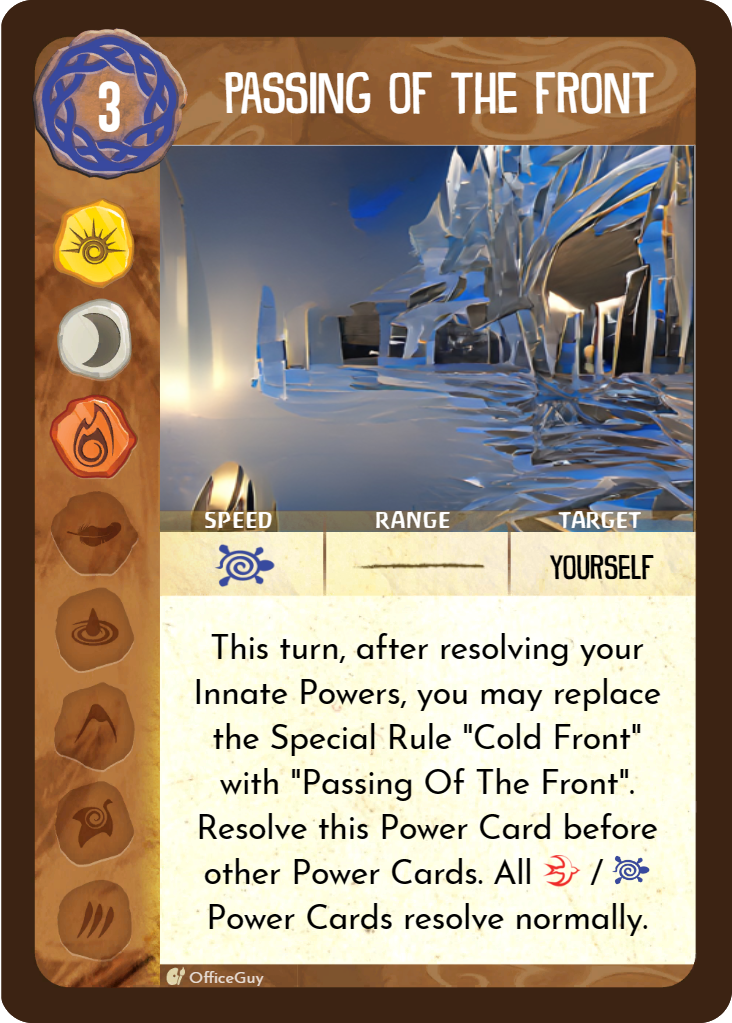 3
PASSING OF THE FRONT
SPEED
RANGE
TARGET
YOURSELF
This turn, after resolving your
Innate Powers, you may replace
the Special Rule "Cold Front"
with "Passing Of The Front".
Resolve this Power Card before
other Power Cards. All /
Power Cards resolve normally.
OfficeGuy